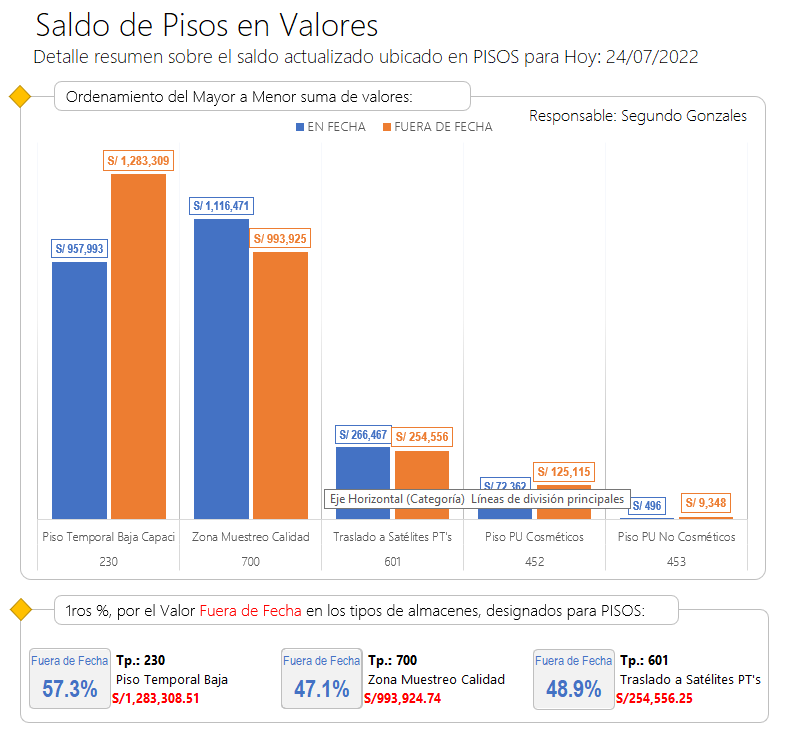 Saldo de Pisos en Valores
Detalle resumen sobre el saldo actualizado ubicado en PISOS para Hoy: 24/07/2022
Ordenamiento del Mayor a Menor suma de valores:
Responsable: Segundo Gonzales
EN FECHA FUERA DE FECHA
S/ 1,283,309
S/ 1,116,471
S/ 957,993
S/ 993,925
S/ 266,467
S/ 254,556
S/ 72,362
S/ 125,115
S/ 496
S/ 9,348
Eje Horizontal (Categoría) Líneas de división principales
Piso Temporal Baja Capaci Zona Muestreo Calidad Traslado a Satélites PT's Piso PU Cosméticos Piso PU No Cosméticos
230 700 601 452 453
1ros %, por el Valor Fuera de Fecha en los tipos de almacenes, designados para PISOS:
Fuera de Fecha
57.3%
Tp.: 230
Piso Temporal Baja
S/1,283,308.51
Fuera de Fecha
47.1%
Tp.: 700
Zona Muestreo Calidad
S/993,924.74
Fuera de Fecha
48.9%
Tp.: 601
Traslado a Satélites PT's
S/254,556.25